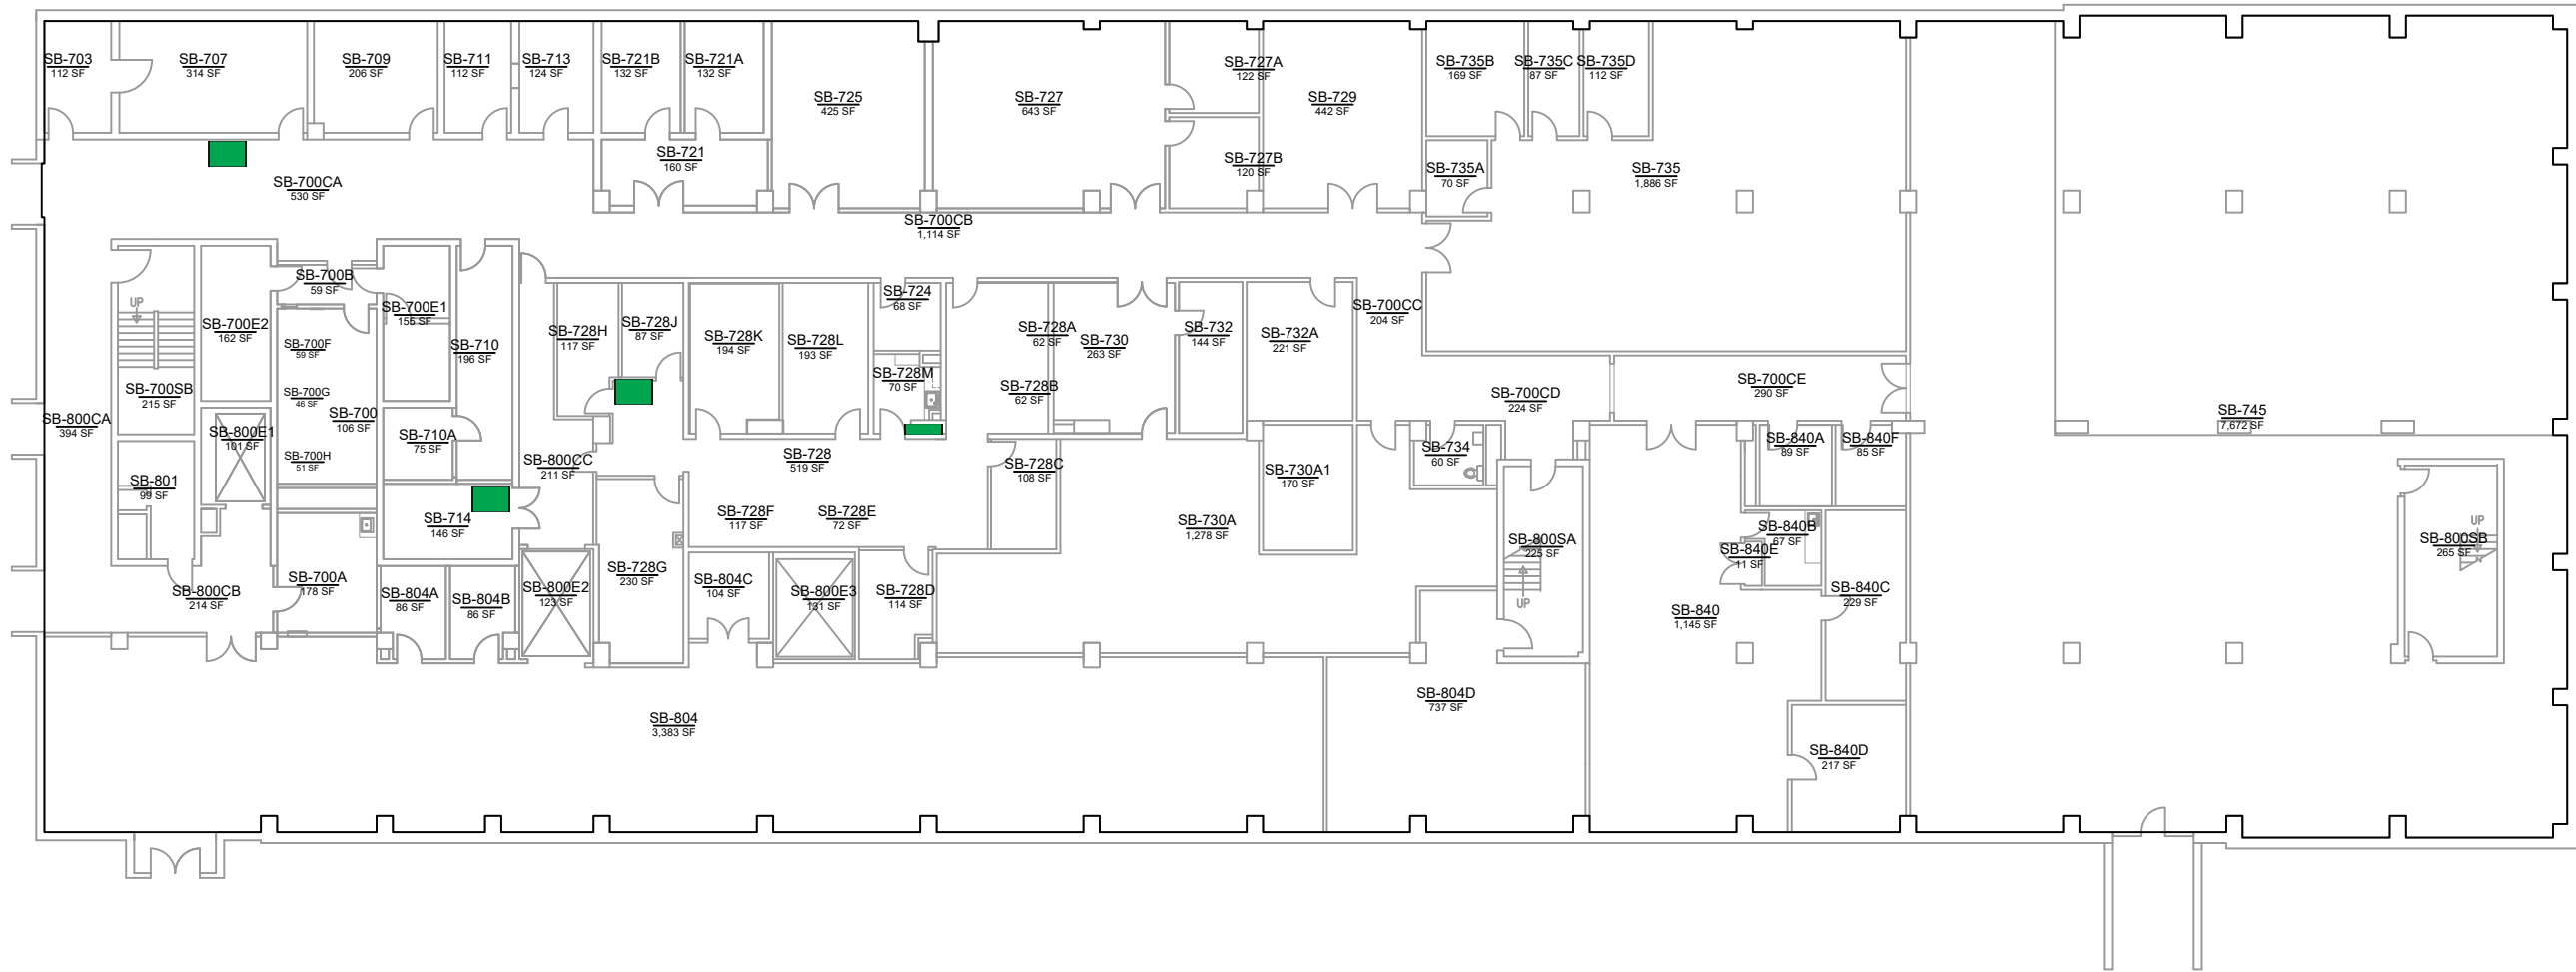 SB-703
112 SF
SB-707
314 SF
SB-709
206 SF
SB-711
112 SF
SB-713
124 SF
SB-721B
132 SF
SB-721A
132 SF
SB-725
425 SF
SB-727
643 SF
SB-727A
122 SF
SB-729
442 SF
SB-735B
169 SF
SB-735C
87 SF
SB-735D
112 SF
SB-721
160 SF
SB-727B
120 SF
SB-735A
70 SF
SB-735
1,886 SF
SB-700CA
530 SF
SB-700CB
1,114 SF
SB-700B
59 SF
SB-724
68 SF
SB-700CC
204 SF
UP
SB-700E2
162 SF
SB-700E1
155 SF
SB-700F
59 SF
SB-710
196 SF
SB-728H
117 SF
SB-728J
87 SF
SB-728K
194 SF
SB-728L
193 SF
SB-728M
70 SF
SB-728A
62 SF
SB-730
263 SF
SB-732
144 SF
SB-732A
221 SF
SB-700SB
215 SF
SB-700G
46 SF
SB-700
106 SF
SB-728B
62 SF
SB-700CD
224 SF
SB-700CE
290 SF
SB-745
7,672 SF
SB-800CA
394 SF
SB-800E1
101 SF
SB-710A
75 SF
SB-700H
51 SF
SB-800CC
211 SF
SB-728
519 SF
SB-728C
108 SF
SB-730A1
170 SF
SB-734
60 SF
SB-840A
89 SF
SB-840F
85 SF
SB-801
99 SF
SB-714
146 SF
SB-728F
117 SF
SB-728E
72 SF
SB-730A
1,278 SF
SB-800SA
225 SF
UP
SB-840B
67 SF
SB-840E
11 SF
UP
SB-800SB
265 SF
SB-800CB
214 SF
SB-700A
178 SF
SB-804A
86 SF
SB-804B
86 SF
SB-800E2
123 SF
SB-728G
230 SF
SB-804C
104 SF
SB-800E3
131 SF
SB-728D
114 SF
SB-840
1,145 SF
SB-840C
229 SF
SB-804
3,383 SF
SB-804D
737 SF
SB-840D
217 SF